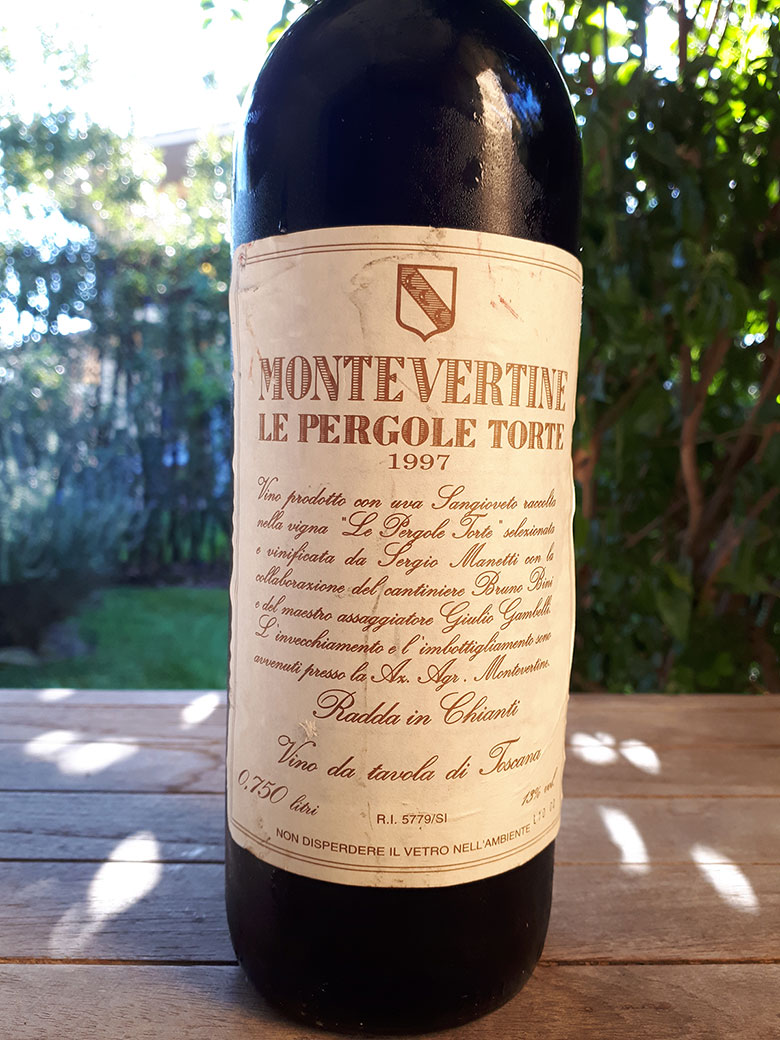 MONTEVERTINE
LE PERGOLE TORTE
1997
Vino prodotto con uva Sangioveto raccolta
nella vigna "Le Pergole Torte" selezionata
e vinificata da Sergio Manetti con la
collaborazione del cantiniere Bruno Bini
e del maestro assaggiatore Giulio Gambelli.
L'invecchiamento e l'imbottigliamento sono
avvenuti presso la Az. Agr. Montevertine.
Radda in Chianti
Vino da tavola di Toscana
0,750 litri R.I. 5779/SI 13% vol.
NON DISPERDERE IL VETRO NELL'AMBIENTE